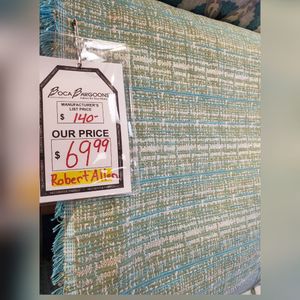 BOCA BARGOONS
MANUFACTURER'S
LIST PRICE
$ 140-
OUR PRICE
$ 69.99
Robert Allen